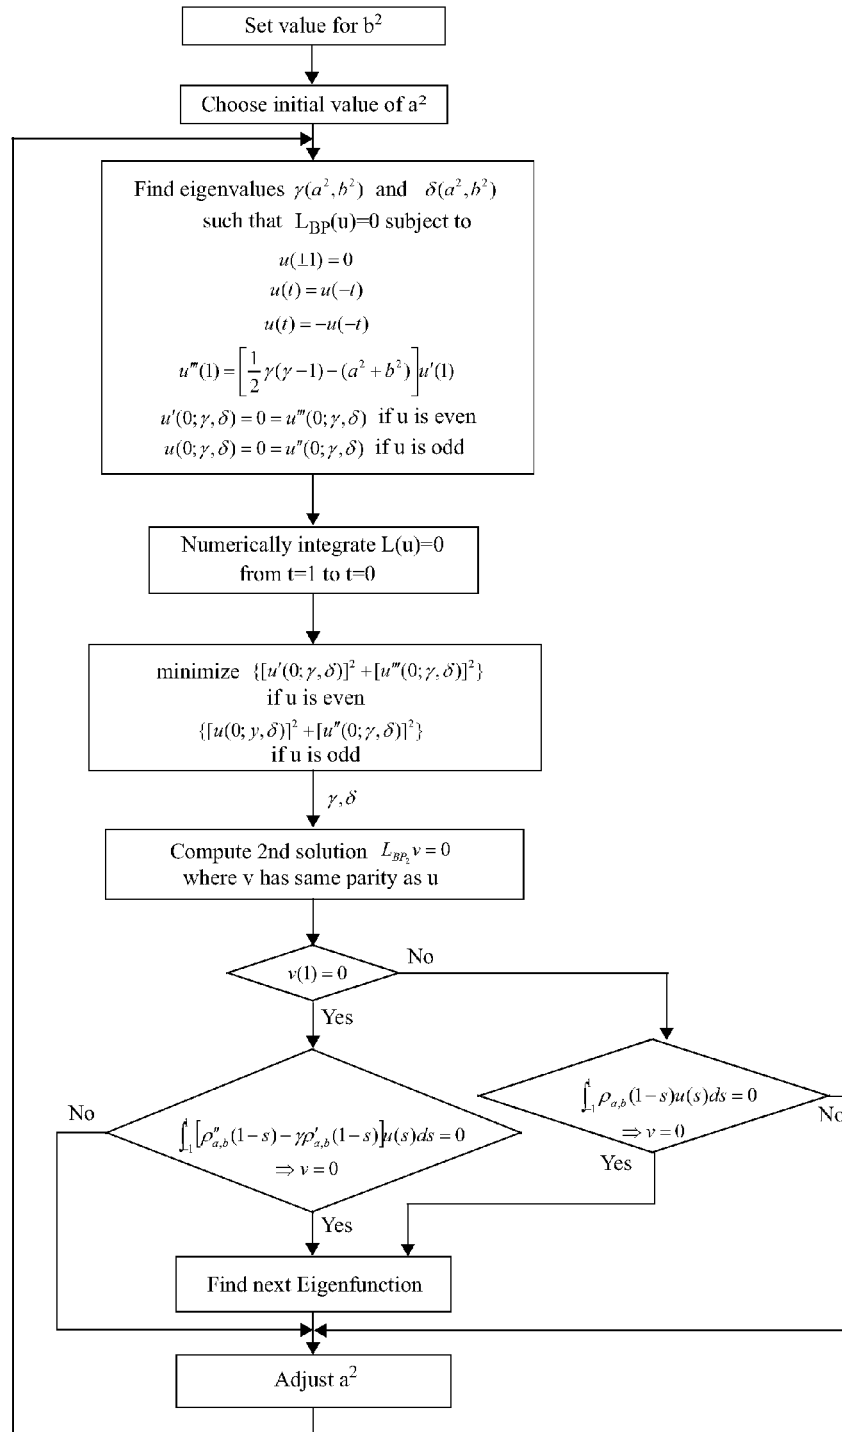 Set value for b²
Choose initial value of a²
Find eigenvalues γ(a²,b²) and δ(a²,b²)
such that L_BP(u)=0 subject to
u(⊥1) = 0
u(t) = u(−t)
u(t) = −u(−t)
u‴(1) = [1/2 γ(γ−1) − (a² + b²)] u′(1)
u′(0;γ,δ) = 0 = u‴(0;γ,δ) if u is even
u(0;γ,δ) = 0 = u″(0;γ,δ) if u is odd
Numerically integrate L(u)=0
from t=1 to t=0
minimize {[u′(0;γ,δ)]² + [u‴(0;γ,δ)]²}
if u is even
{[u(0;y,δ)]² + [u″(0;γ,δ)]²}
if u is odd
γ,δ
Compute 2nd solution L_BP₂ v = 0
where v has same parity as u
v(1) = 0
No
Yes
∫₋₁¹ ρ_a,b (1−s)u(s)ds = 0
⇒ v = 0
No
Yes
No
∫₋₁¹ [ρ″_a,b (1−s) − γρ′_a,b (1−s)]u(s)ds = 0
⇒ v = 0
Yes
Find next Eigenfunction
Adjust a²